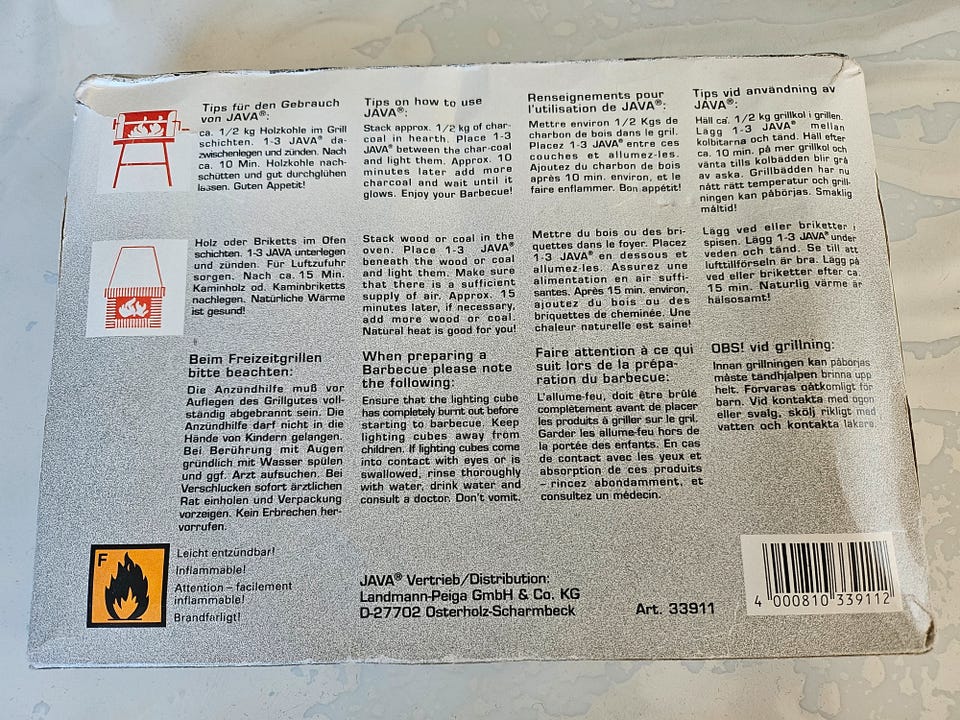 Tips für den Gebrauch
von JAVA®:
ca. 1/2 kg Holzkohle im Grill
schichten. 1-3 JAVA® da-
zwischenlegen und zünden. Nach
ca. 10 Min. Holzkohle nach-
schütten und gut durchglühen
lassen. Guten Appetit!
Tips on how to use
JAVA®:
Stack approx. 1/2 kg of char-
coal in hearth. Place 1-3
JAVA® between the char-coal
and light them. Approx. 10
minutes later add more
charcoal and wait until it
glows. Enjoy your Barbecue!
Renseignements pour
l'utilisation de JAVA®:
Mettre environ 1/2 Kgs de
charbon de bois dans le gril.
Placez 1-3 JAVA® entre ces
couches et allumez-les.
Ajoutez du charbon de bois
après 10 min. environ, et le
faire enflammer. Bon appétit!
Tips vid användning av
JAVA®:
Häll ca. 1/2 kg grillkol i grillen.
Lägg 1-3 JAVA® mellan
kolbitarna och tänd. Häll efter
ca. 10 min. på mer grillkol och
vänta tills kolbädden blir grå
av aska. Grillbädden har nu
nått rätt temperatur och grill-
ningen kan påbörjas. Smaklig
måltid!
Holz oder Briketts im Ofen
schichten. 1-3 JAVA unterlegen
und zünden. Für Luftzufuhr
sorgen. Nach ca. 15 Min.
Kaminholz od. Kaminbriketts
nachlegen. Natürliche Wärme
ist gesund!
Stack wood or coal in the
oven. Place 1-3 JAVA®
beneath the wood or coal
and light them. Make sure
that there is a sufficient
supply of air. Approx. 15
minutes later, if necessary,
add more wood or coal.
Natural heat is good for you!
Mettre du bois ou des bri-
quettes dans le foyer. Placez
1-3 JAVA® en dessous et
allumez-les. Assurez une
alimentation en air suffi-
santes. Après 15 min. environ,
ajoutez du bois ou des
briquettes de cheminée. Une
chaleur naturelle est saine!
Lägg ved eller briketter i
spisen. Lägg 1-3 JAVA® under
veden och tänd. Se till att
lufttillförseln är bra. Lägg på
ved eller briketter efter ca.
15 min. Naturlig värme är
hälsosamt!
Beim Freizeitgrillen
bitte beachten:
Die Anzündhilfe muß vor
Auflegen des Grillgutes voll-
ständig abgebrannt sein. Die
Anzündhilfe darf nicht in die
Hände von Kindern gelangen.
Bei Berührung mit Augen
gründlich mit Wasser spülen
und ggf. Arzt aufsuchen. Bei
Verschlucken sofort ärztlichen
Rat einholen und Verpackung
vorzeigen. Kein Erbrechen her-
vorrufen.
When preparing a
Barbecue please note
the following:
Ensure that the lighting cube
has completely burnt out before
starting to barbecue. Keep
lighting cubes away from
children. If lighting cubes come
into contact with eyes or is
swallowed, rinse thoroughly
with water, drink water and
consult a doctor. Don't vomit.
Faire attention à ce qui
suit lors de la prépa-
ration du barbecue:
L'allume-feu, doit être brûlé
complètement avant de placer
les produits à griller sur le gril.
Garder les allume-feu hors de
la portée des enfants. En cas
de contact avec les yeux et
absorption de ces produits
– rincez abondamment, et
consultez un médecin.
OBS! vid grillning:
Innan grillningen kan påbörjas
måste tändhjälpen brinna upp
helt. Förvaras oåtkomligt för
barn. Vid kontakta med ögon
eller svalg, skölj rikligt med
vatten och kontakta läkare.
F
Leicht entzündbar!
Inflammable!
Attention – facilement
inflammable!
Brandfarligt!
JAVA® Vertrieb/Distribution:
Landmann-Peiga GmbH & Co. KG
D-27702 Osterholz-Scharmbeck
Art. 33911
4 000810 339112